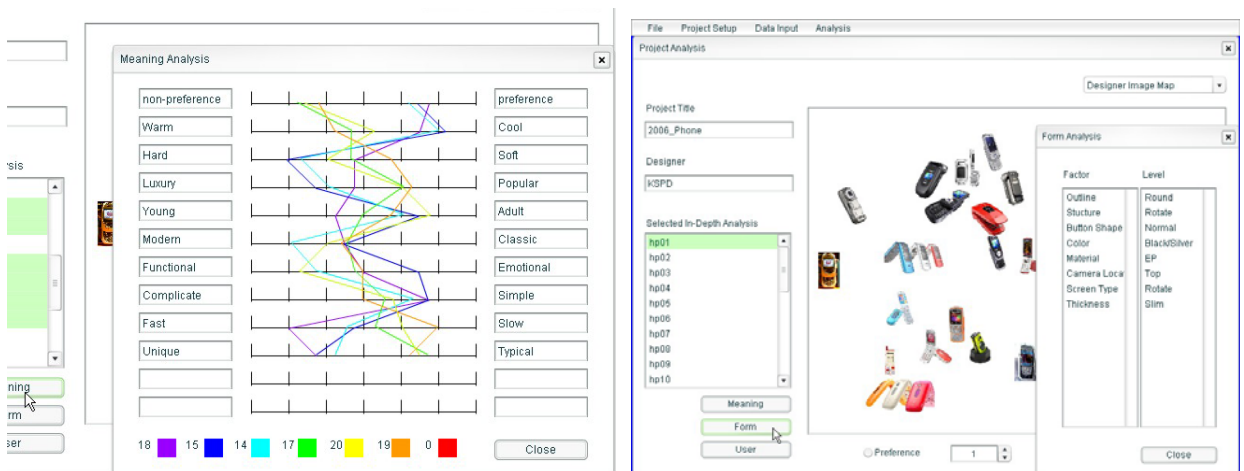 Meaning Analysis
non-preference preference
Warm Cool
Hard Soft
Luxury Popular
Young Adult
Modern Classic
Functional Emotional
Complicate Simple
Fast Slow
Unique Typical
18 15 14 17 20 19 0 Close
File Project Setup Data Input Analysis
Project Analysis
Designer Image Map
Project Title
2006_Phone
Designer
KSPD
Selected In-Depth Analysis
hp01
hp02
hp03
hp04
hp05
hp06
hp07
hp08
hp09
hp10
Meaning
Form
User
Preference 1
Form Analysis
Factor Level
Outline Round
Stucture Rotate
Button Shape Normal
Color Black/Silver
Material EP
Camera Loca Top
Screen Type Rotate
Thickness Slim
Close